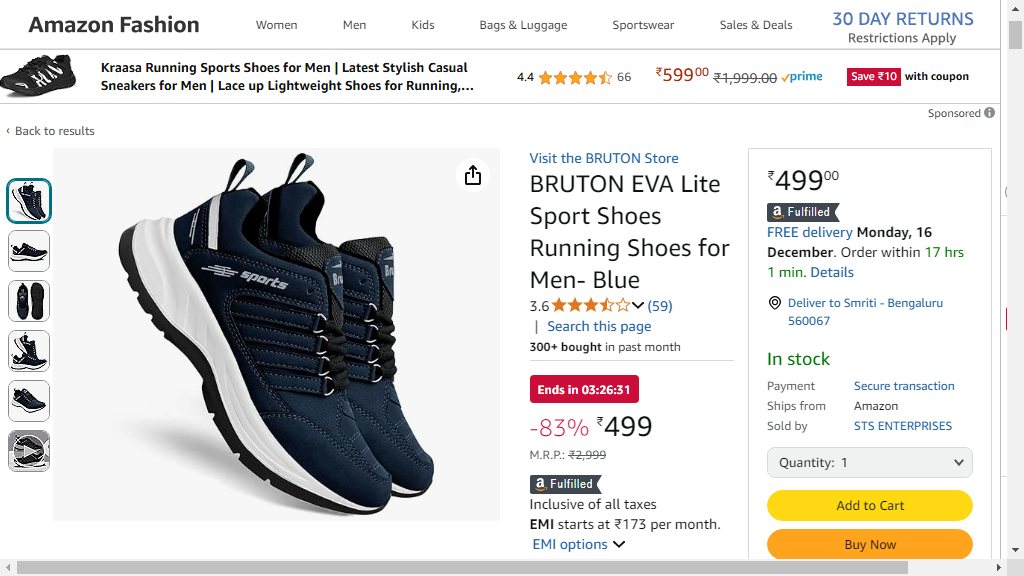 Amazon Fashion
Women
Men
Kids
Bags & Luggage
Sportswear
Sales & Deals
30 DAY RETURNS
Restrictions Apply
Kraasa Running Sports Shoes for Men | Latest Stylish Casual
Sneakers for Men | Lace up Lightweight Shoes for Running,...
4.4
66
₹599⁰⁰ ₹1,999.00 prime
Save ₹10 with coupon
Sponsored
‹ Back to results
sports
Visit the BRUTON Store
BRUTON EVA Lite
Sport Shoes
Running Shoes for
Men- Blue
3.6 (59)
| Search this page
300+ bought in past month
Ends in 03:26:31
-83% ₹499
M.R.P.: ₹2,999
a Fulfilled
Inclusive of all taxes
EMI starts at ₹173 per month.
EMI options
₹499⁰⁰
a Fulfilled
FREE delivery Monday, 16
December. Order within 17 hrs
1 min. Details
Deliver to Smriti - Bengaluru
560067
In stock
Payment Secure transaction
Ships from Amazon
Sold by STS ENTERPRISES
Quantity: 1
Add to Cart
Buy Now